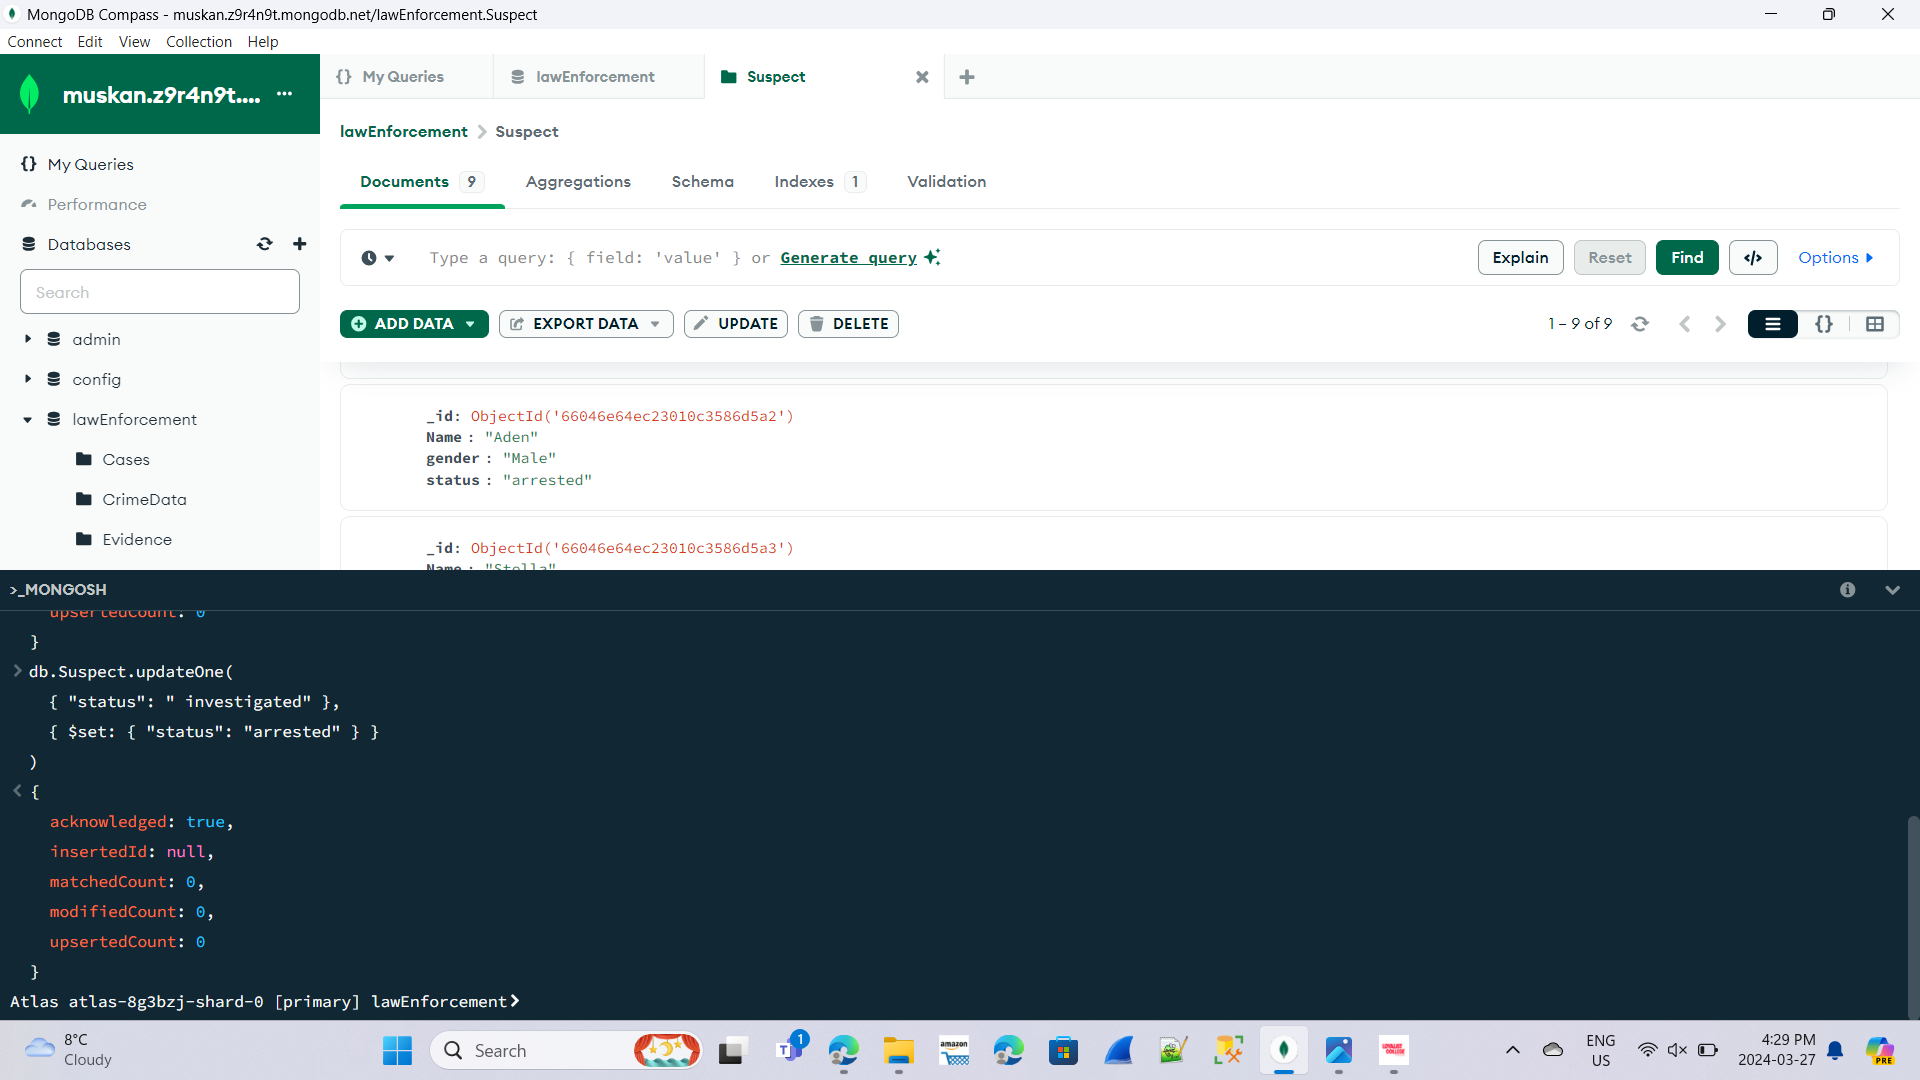 MongoDB Compass - muskan.z9r4n9t.mongodb.net/lawEnforcement.Suspect
Connect Edit View Collection Help
muskan.z9r4n9t.... ...
{} My Queries
Performance
Databases
Search
admin
config
lawEnforcement
Cases
CrimeData
Evidence
{} My Queries
lawEnforcement
Suspect
lawEnforcement > Suspect
Documents 9 Aggregations Schema Indexes 1 Validation
Type a query: { field: 'value' } or Generate query
Explain Reset Find </> Options
ADD DATA EXPORT DATA UPDATE DELETE
1 – 9 of 9 {}
_id: ObjectId('66046e64ec23010c3586d5a2')
Name : "Aden"
gender : "Male"
status : "arrested"
_id: ObjectId('66046e64ec23010c3586d5a3')
Name : "Stella"
>_MONGOSH
upsertedCount: 0
}
> db.Suspect.updateOne(
{ "status": " investigated" },
{ $set: { "status": "arrested" } }
)
< {
acknowledged: true,
insertedId: null,
matchedCount: 0,
modifiedCount: 0,
upsertedCount: 0
}
Atlas atlas-8g3bzj-shard-0 [primary] lawEnforcement>
8°C
Cloudy
Search
1
amazon
LOYALIST
COLLEGE
ENG
US
4:29 PM
2024-03-27
PRE